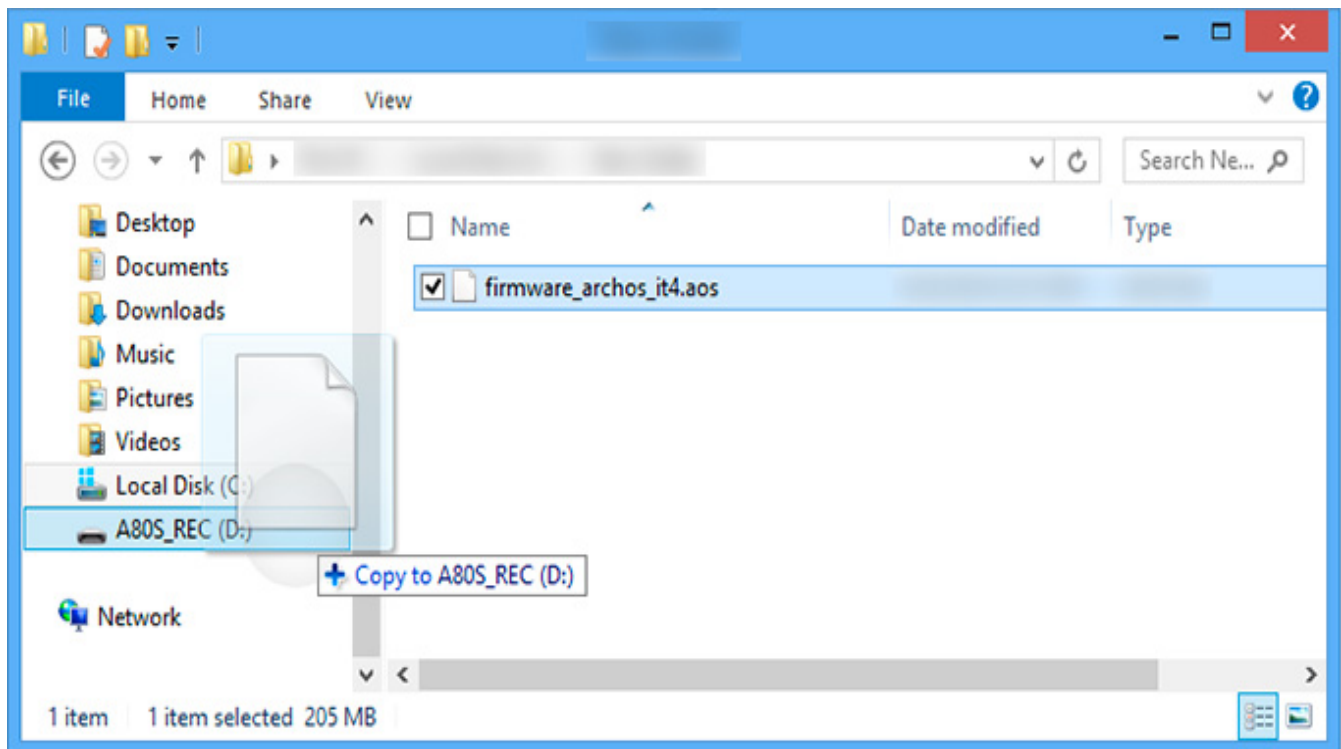 File Home Share View
Search Ne...
Desktop
Documents
Downloads
Music
Pictures
Videos
Local Disk (C:)
A80S_REC (D:)
Network
Name Date modified Type
firmware_archos_it4.aos
Copy to A80S_REC (D:)
1 item 1 item selected 205 MB